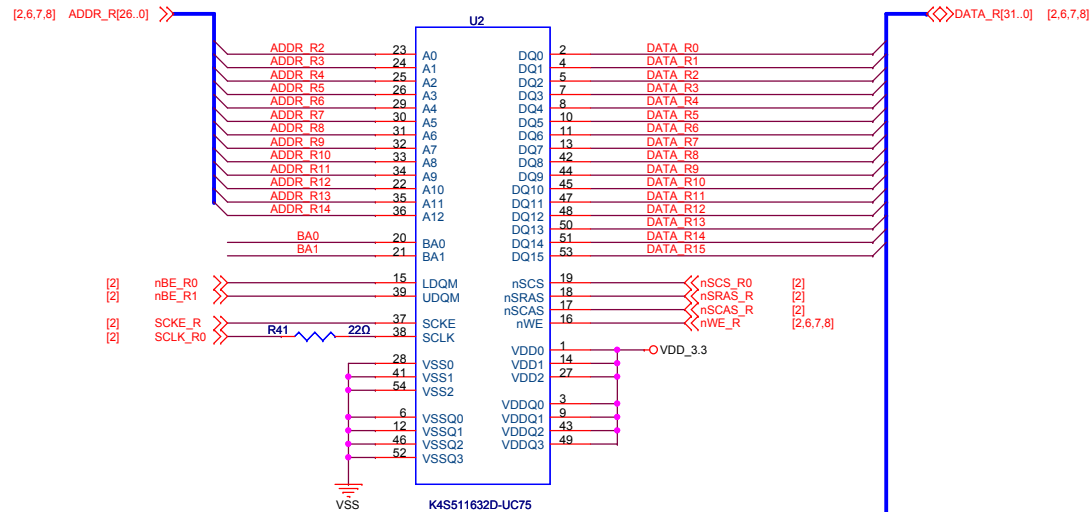 [2,6,7,8] ADDR_R[26..0] DATA_R[31..0] [2,6,7,8]
U2
ADDR_R2 23 A0 DQ0 2 DATA_R0
ADDR_R3 24 A1 DQ1 4 DATA_R1
ADDR_R4 25 A2 DQ2 5 DATA_R2
ADDR_R5 26 A3 DQ3 7 DATA_R3
ADDR_R6 29 A4 DQ4 8 DATA_R4
ADDR_R7 30 A5 DQ5 10 DATA_R5
ADDR_R8 31 A6 DQ6 11 DATA_R6
ADDR_R9 32 A7 DQ7 13 DATA_R7
ADDR_R10 33 A8 DQ8 42 DATA_R8
ADDR_R11 34 A9 DQ9 44 DATA_R9
ADDR_R12 22 A10 DQ10 45 DATA_R10
ADDR_R13 35 A11 DQ11 47 DATA_R11
ADDR_R14 36 A12 DQ12 48 DATA_R12
DQ13 50 DATA_R13
BA0 20 BA0 DQ14 51 DATA_R14
BA1 21 BA1 DQ15 53 DATA_R15
[2] nBE_R0 15 LDQM nSCS 19 nSCS_R0 [2]
[2] nBE_R1 39 UDQM nSRAS 18 nSRAS_R [2]
nSCAS 17 nSCAS_R [2]
[2] SCKE_R 37 SCKE nWE 16 nWE_R [2,6,7,8]
[2] SCLK_R0 R41 22Ω 38 SCLK
VDD0 1 VDD_3.3
28 VSS0 VDD1 14
41 VSS1 VDD2 27
54 VSS2
VDDQ0 3
6 VSSQ0 VDDQ1 9
12 VSSQ1 VDDQ2 43
46 VSSQ2 VDDQ3 49
52 VSSQ3
VSS K4S511632D-UC75